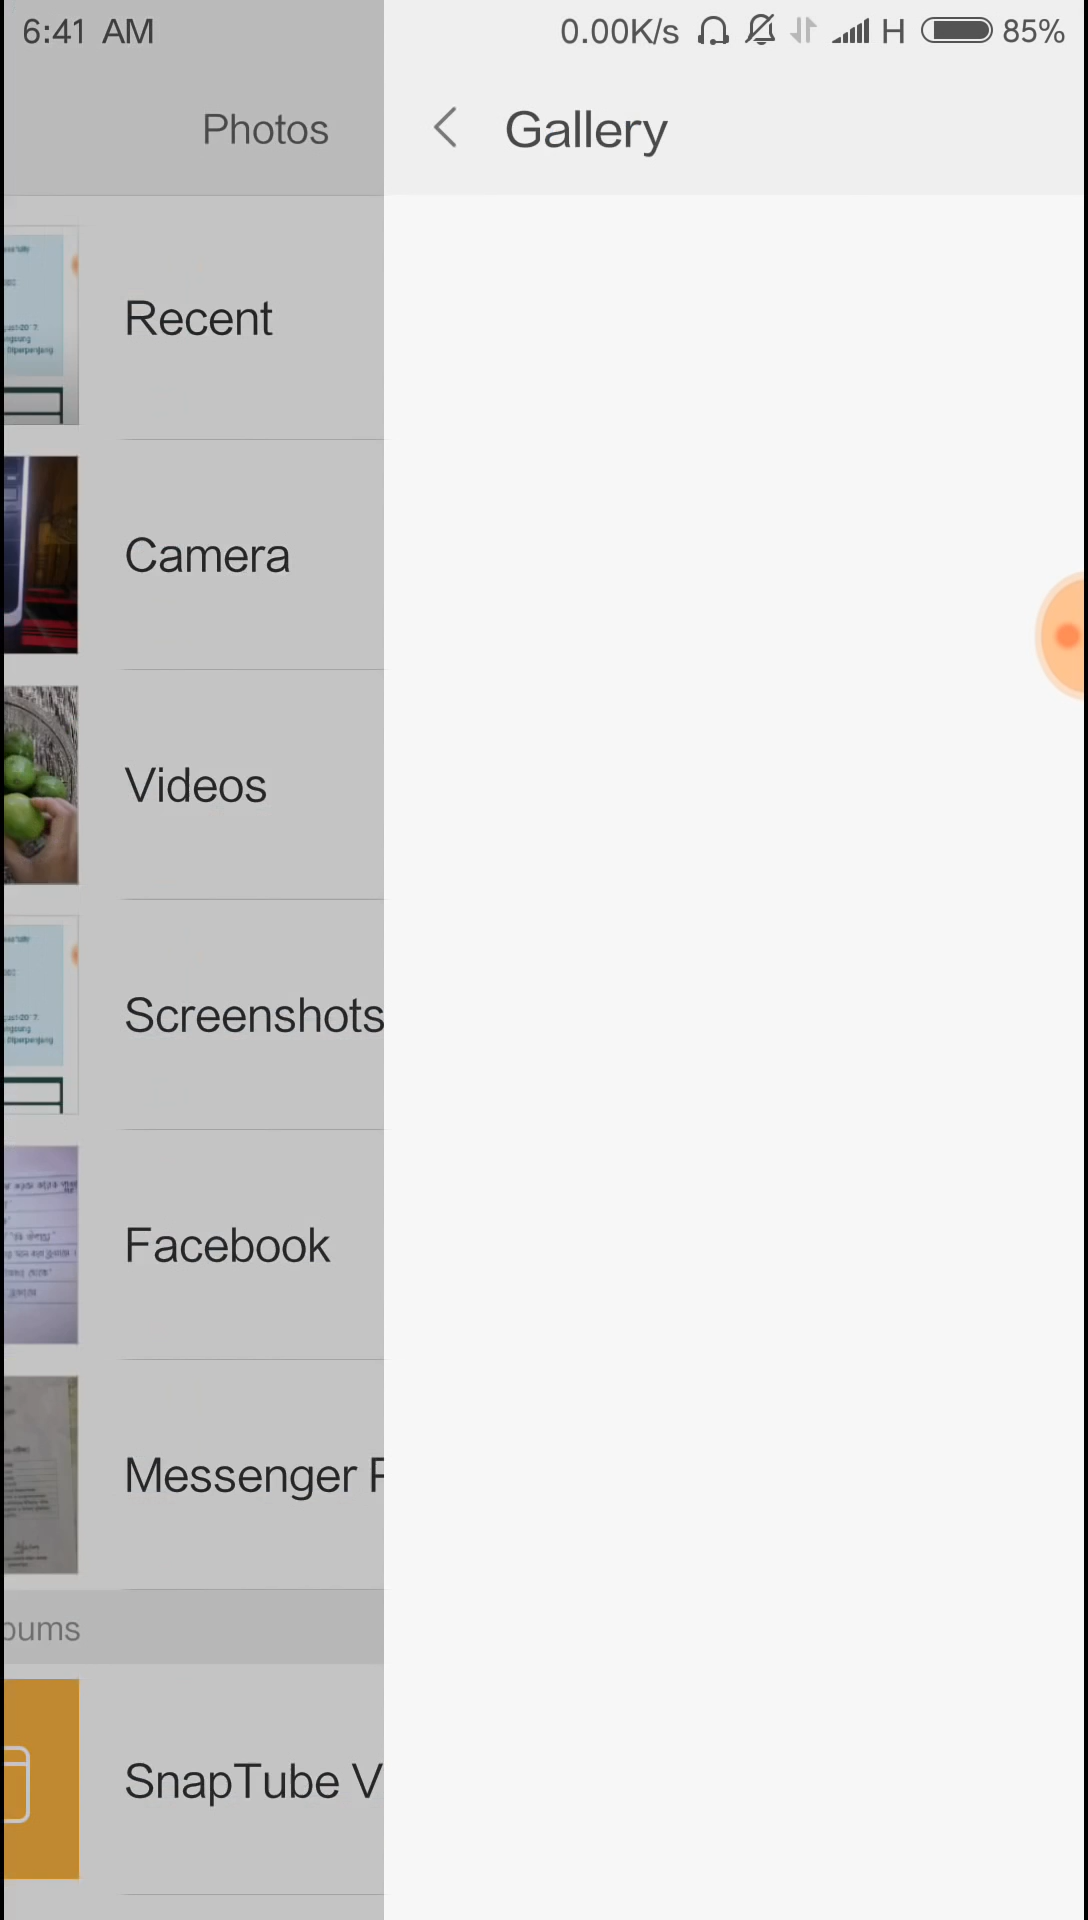 6:41 AM 0.00K/s H 85%
Photos
Gallery
Recent
Camera
Videos
Screenshots
Facebook
Messenger
SnapTube V